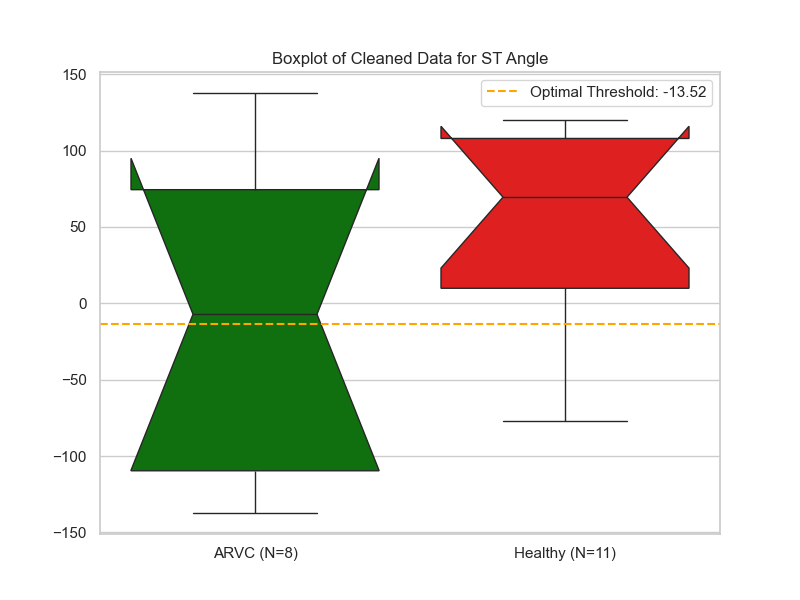 Boxplot of Cleaned Data for ST Angle
Optimal Threshold: -13.52
150
100
50
0
−50
−100
−150
ARVC (N=8)
Healthy (N=11)